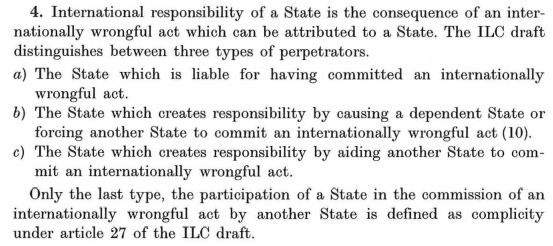 4. International responsibility of a State is the consequence of an inter-
nationally wrongful act which can be attributed to a State. The ILC draft
distinguishes between three types of perpetrators.
a) The State which is liable for having committed an internationally
wrongful act.
b) The State which creates responsibility by causing a dependent State or
forcing another State to commit an internationally wrongful act (10).
c) The State which creates responsibility by aiding another State to com-
mit an internationally wrongful act.
Only the last type, the participation of a State in the commission of an
internationally wrongful act by another State is defined as complicity
under article 27 of the ILC draft.